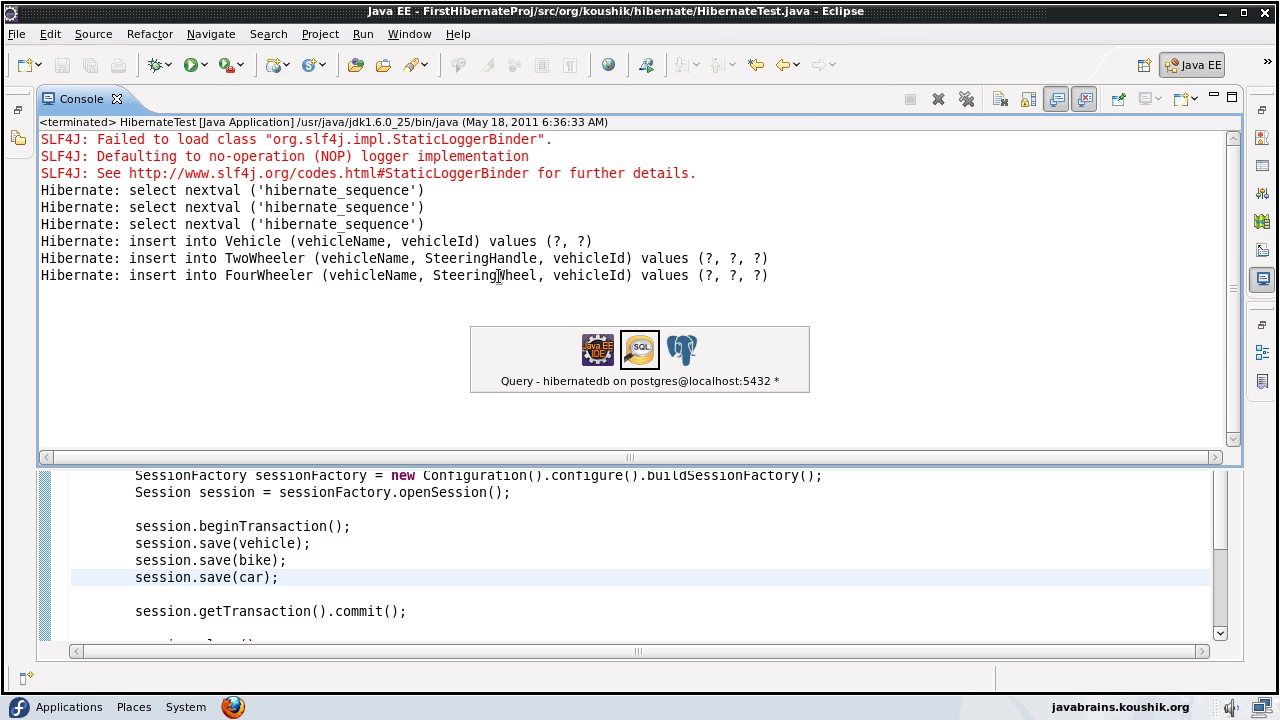 Java EE - FirstHibernateProj/src/org/koushik/hibernate/HibernateTest.java - Eclipse
File Edit Source Refactor Navigate Search Project Run Window Help
Java EE
Console
<terminated> HibernateTest [Java Application] /usr/java/jdk1.6.0_25/bin/java (May 18, 2011 6:36:33 AM)
SLF4J: Failed to load class "org.slf4j.impl.StaticLoggerBinder".
SLF4J: Defaulting to no-operation (NOP) logger implementation
SLF4J: See http://www.slf4j.org/codes.html#StaticLoggerBinder for further details.
Hibernate: select nextval ('hibernate_sequence')
Hibernate: select nextval ('hibernate_sequence')
Hibernate: select nextval ('hibernate_sequence')
Hibernate: insert into Vehicle (vehicleName, vehicleId) values (?, ?)
Hibernate: insert into TwoWheeler (vehicleName, SteeringHandle, vehicleId) values (?, ?, ?)
Hibernate: insert into FourWheeler (vehicleName, SteeringWheel, vehicleId) values (?, ?, ?)
Java EE
IDE
SQL
Query - hibernatedb on postgres@localhost:5432 *
SessionFactory sessionFactory = new Configuration().configure().buildSessionFactory();
Session session = sessionFactory.openSession();
session.beginTransaction();
session.save(vehicle);
session.save(bike);
session.save(car);
session.getTransaction().commit();
Applications Places System
javabrains.koushik.org